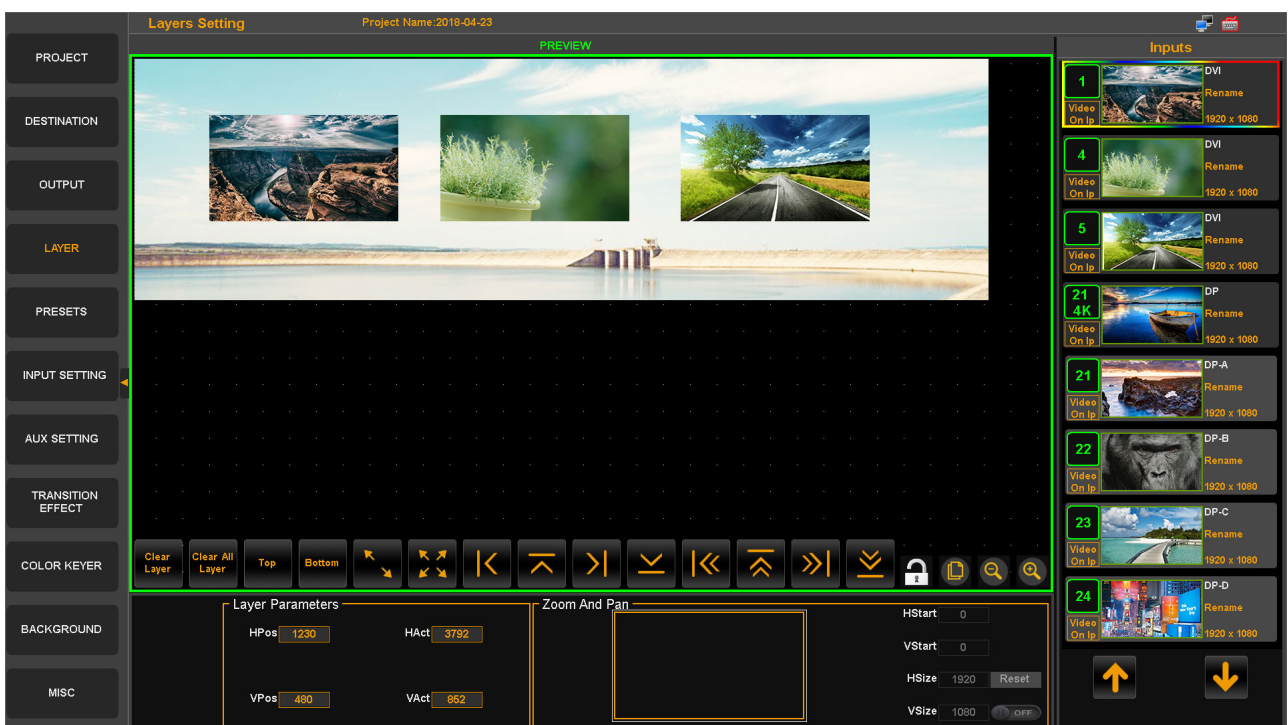 Layers Setting
Project Name:2018-04-23
PROJECT
DESTINATION
OUTPUT
LAYER
PRESETS
INPUT SETTING
AUX SETTING
TRANSITION
EFFECT
COLOR KEYER
BACKGROUND
MISC
PREVIEW
Clear
Layer
Clear All
Layer
Top
Bottom
Layer Parameters
HPos 1230
HAct 3792
VPos 480
VAct 852
Zoom And Pan
HStart 0
VStart 0
HSize 1920 Reset
VSize 1080 OFF
Inputs
1
Video
On Ip
DVI
Rename
1920 x 1080
4
Video
On Ip
DVI
Rename
1920 x 1080
5
Video
On Ip
DVI
Rename
1920 x 1080
21
4K
Video
On Ip
DP
Rename
1920 x 1080
21
Video
On Ip
DP-A
Rename
1920 x 1080
22
Video
On Ip
DP-B
Rename
1920 x 1080
23
Video
On Ip
DP-C
Rename
1920 x 1080
24
Video
On Ip
DP-D
Rename
1920 x 1080